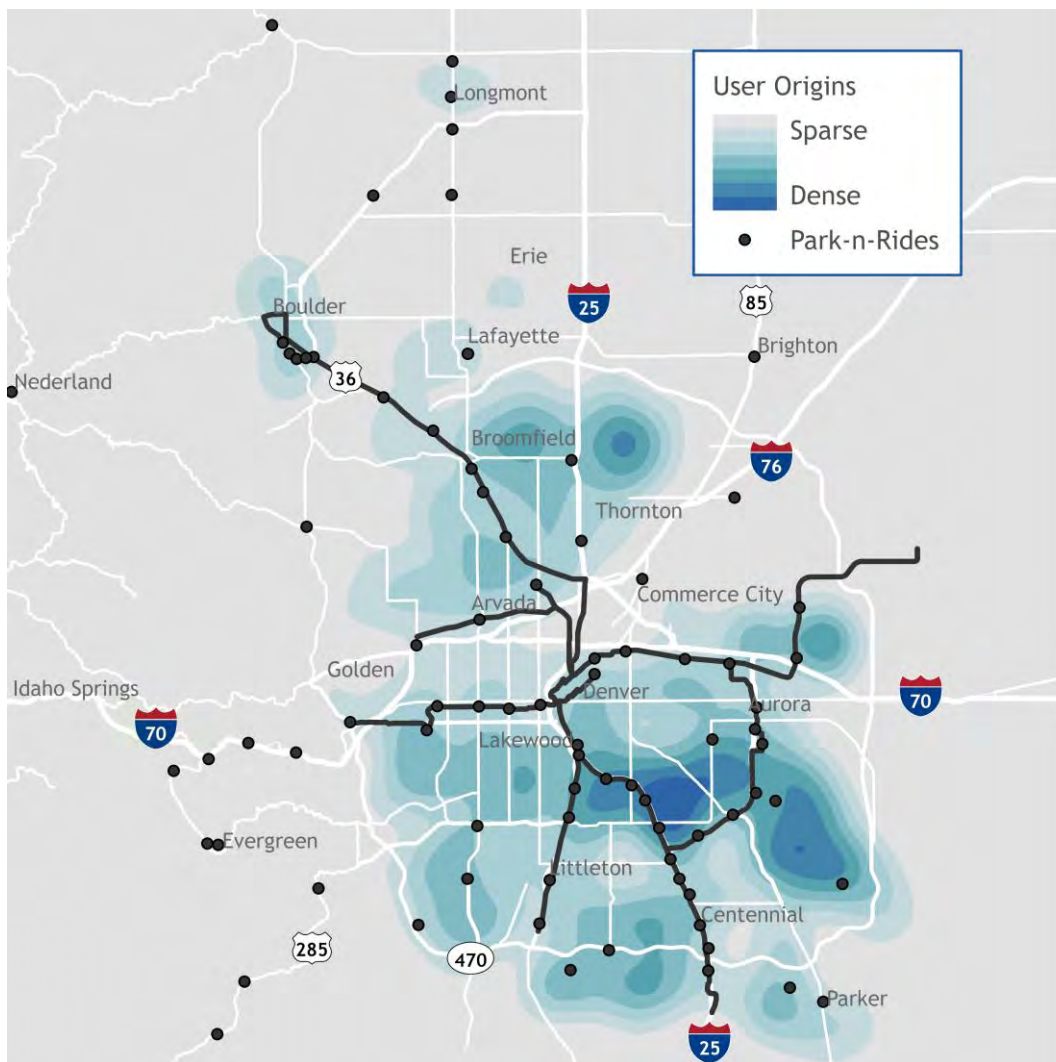 User Origins
Sparse
Dense
Park-n-Rides
Longmont
Erie
Boulder
25
85
Lafayette
Brighton
36
Nederland
Broomfield
76
Thornton
Commerce City
Arvada
Golden
Idaho Springs
Denver
70
Aurora
70
Lakewood
Evergreen
Littleton
Centennial
285
470
Parker
25